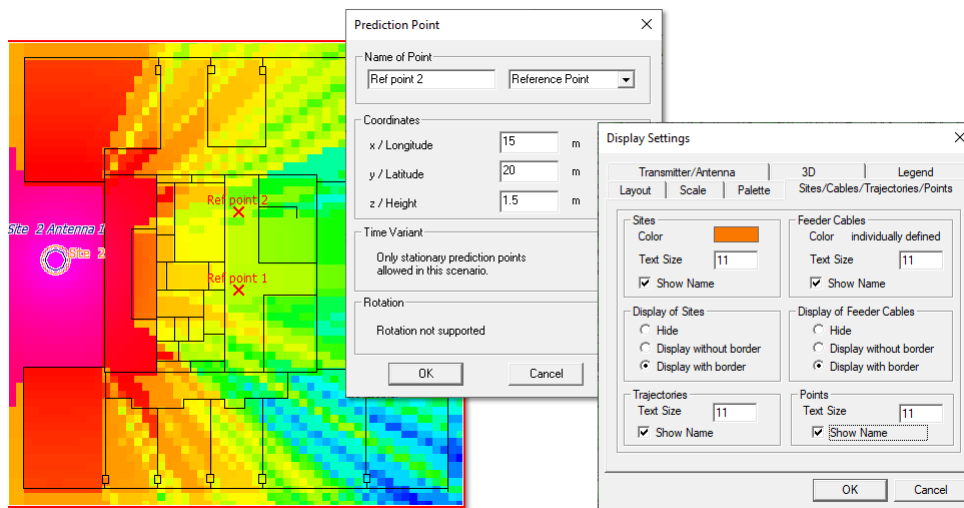 Ref point 2
Site 2 Antenna 1
Site 2
Ref point 1
Prediction Point
Name of Point
Ref point 2
Reference Point
Coordinates
x / Longitude 15 m
y / Latitude 20 m
z / Height 1.5 m
Time Variant
Only stationary prediction points
allowed in this scenario.
Rotation
Rotation not supported
OK Cancel
Display Settings
Transmitter/Antenna 3D Legend
Layout Scale Palette Sites/Cables/Trajectories/Points
Sites
Color
Text Size 11
Show Name
Feeder Cables
Color individually defined
Text Size 11
Show Name
Display of Sites
Hide
Display without border
Display with border
Display of Feeder Cables
Hide
Display without border
Display with border
Trajectories
Text Size 11
Show Name
Points
Text Size 11
Show Name
OK Cancel